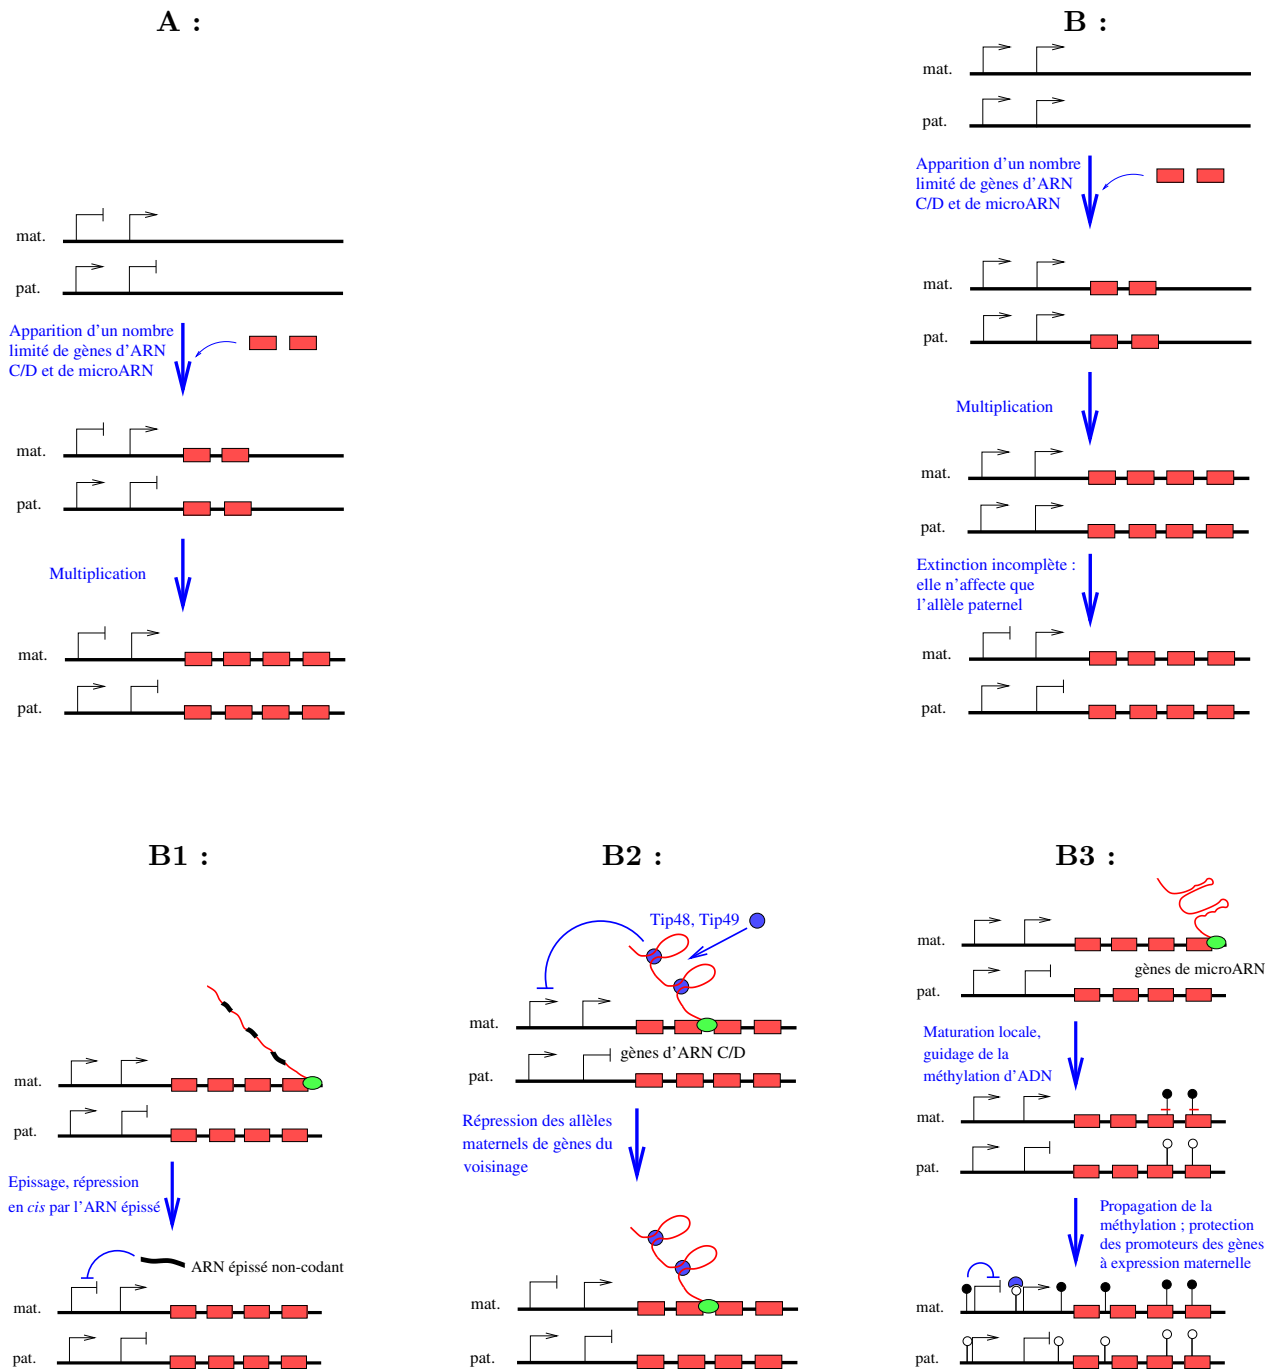 A :
mat.
pat.
Apparition d'un nombre
limité de gènes d'ARN
C/D et de microARN
mat.
pat.
Multiplication
mat.
pat.
B :
mat.
pat.
Apparition d'un nombre
limité de gènes d'ARN
C/D et de microARN
mat.
pat.
Multiplication
mat.
pat.
Extinction incomplète :
elle n'affecte que
l'allèle paternel
mat.
pat.
B1 :
mat.
pat.
Epissage, répression
en cis par l'ARN épissé
ARN épissé non-codant
mat.
pat.
B2 :
Tip48, Tip49
mat.
gènes d'ARN C/D
pat.
Répression des allèles
maternels de gènes du
voisinage
mat.
pat.
B3 :
mat.
gènes de microARN
pat.
Maturation locale,
guidage de la
méthylation d'ADN
mat.
pat.
Propagation de la
méthylation ; protection
des promoteurs des gènes
à expression maternelle
mat.
pat.